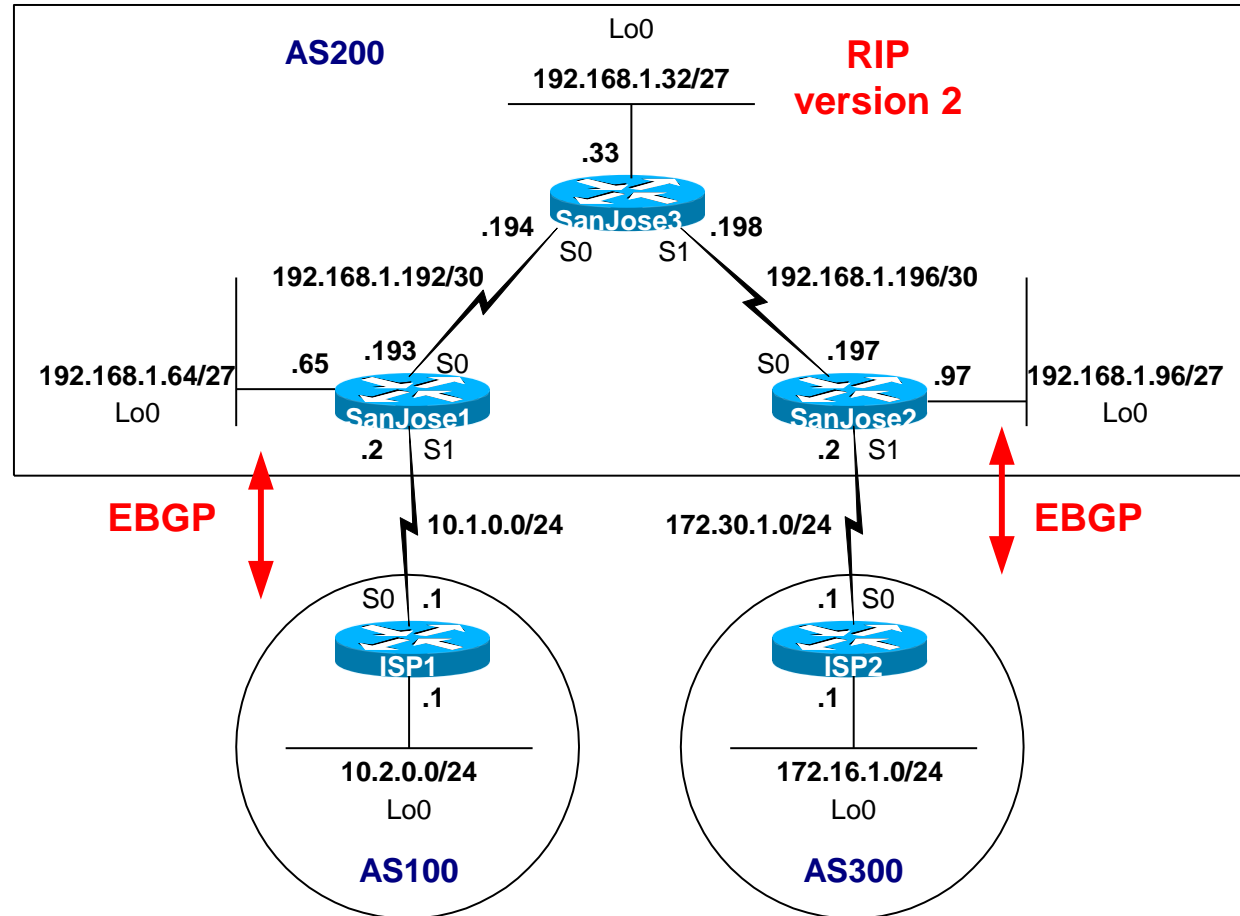 Lo0
AS200
RIP
version 2
192.168.1.32/27
.33
SanJose3
.194
.198
S0
S1
192.168.1.192/30
192.168.1.196/30
.65
.193
S0
S0
.197
.97
192.168.1.64/27
192.168.1.96/27
Lo0
Lo0
SanJose1
SanJose2
.2
S1
.2
S1
EBGP
10.1.0.0/24
172.30.1.0/24
EBGP
S0
.1
.1
S0
ISP1
ISP2
.1
.1
10.2.0.0/24
172.16.1.0/24
Lo0
Lo0
AS100
AS300